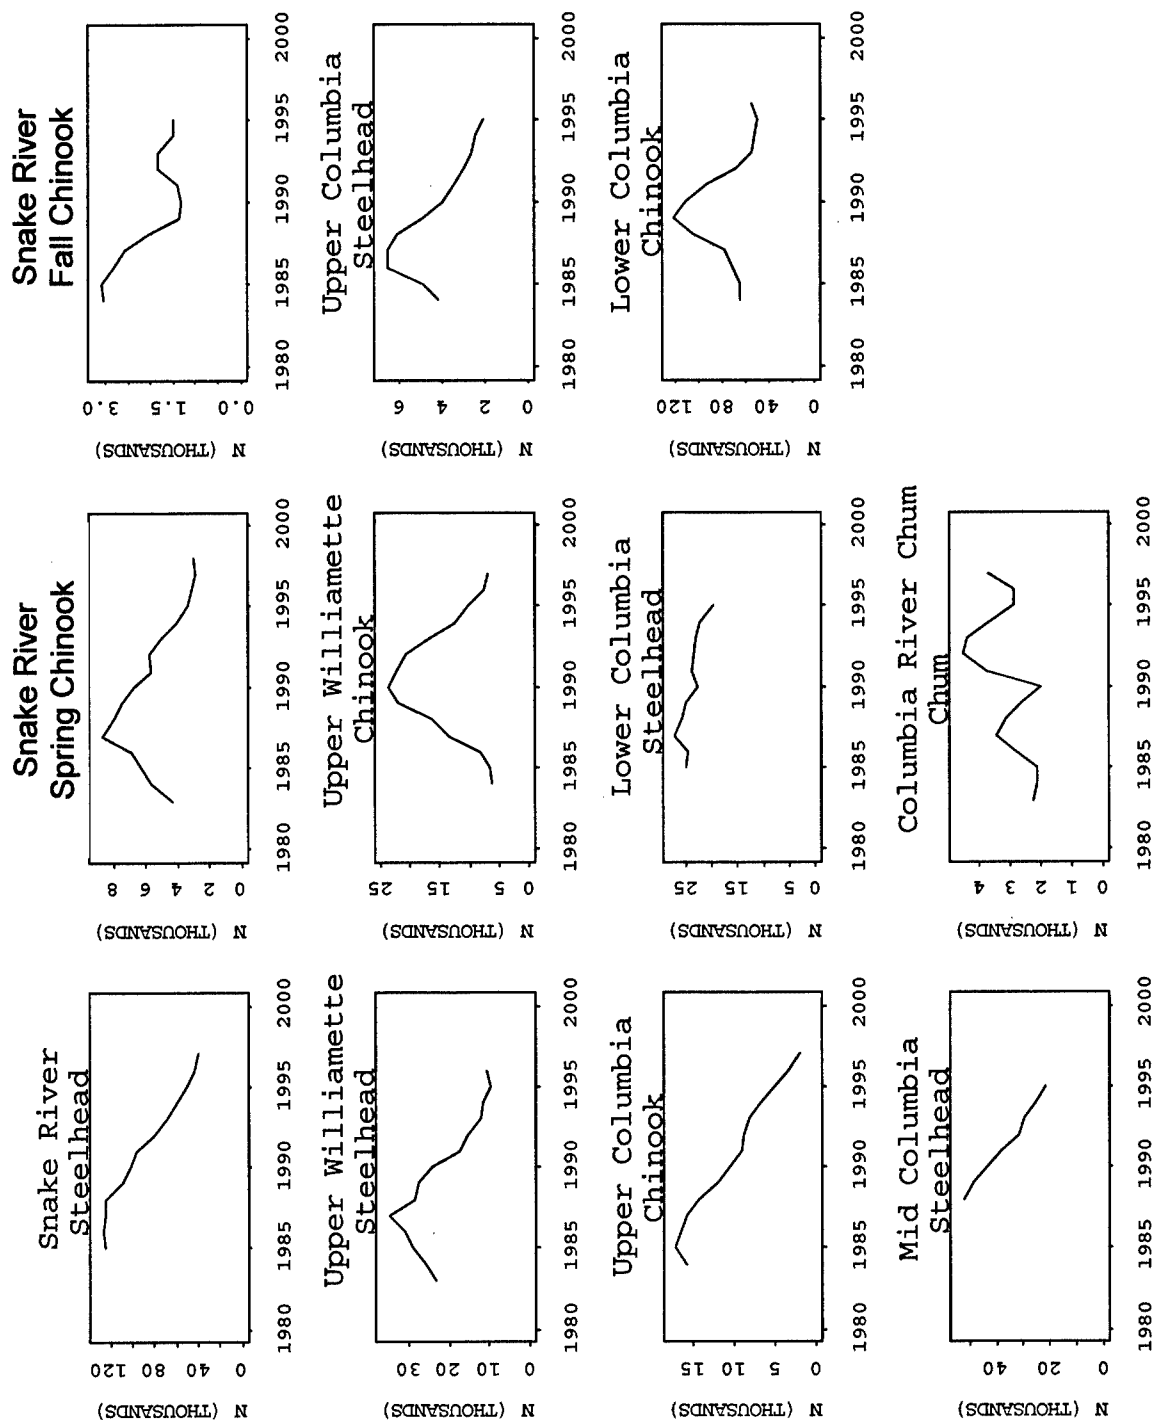 Snake River
Steelhead
N (THOUSANDS)
120
80
40
0
1980 1985 1990 1995 2000
Snake River
Spring Chinook
N (THOUSANDS)
8
6
4
2
0
1980 1985 1990 1995 2000
Snake River
Fall Chinook
N (THOUSANDS)
3.0
1.5
0.0
1980 1985 1990 1995 2000
Upper Williamette
Steelhead
N (THOUSANDS)
30
20
10
0
1980 1985 1990 1995 2000
Upper Williamette
Chinook
N (THOUSANDS)
25
15
5
0
1980 1985 1990 1995 2000
Upper Columbia
Steelhead
N (THOUSANDS)
6
4
2
0
1980 1985 1990 1995 2000
Upper Columbia
Chinook
N (THOUSANDS)
15
10
5
0
1980 1985 1990 1995 2000
Lower Columbia
Steelhead
N (THOUSANDS)
25
15
5
0
1980 1985 1990 1995 2000
Lower Columbia
Chinook
N (THOUSANDS)
120
80
40
0
1980 1985 1990 1995 2000
Mid Columbia
Steelhead
N (THOUSANDS)
40
20
0
1980 1985 1990 1995 2000
Columbia River Chum
Chum
N (THOUSANDS)
4
3
2
1
0
1980 1985 1990 1995 2000